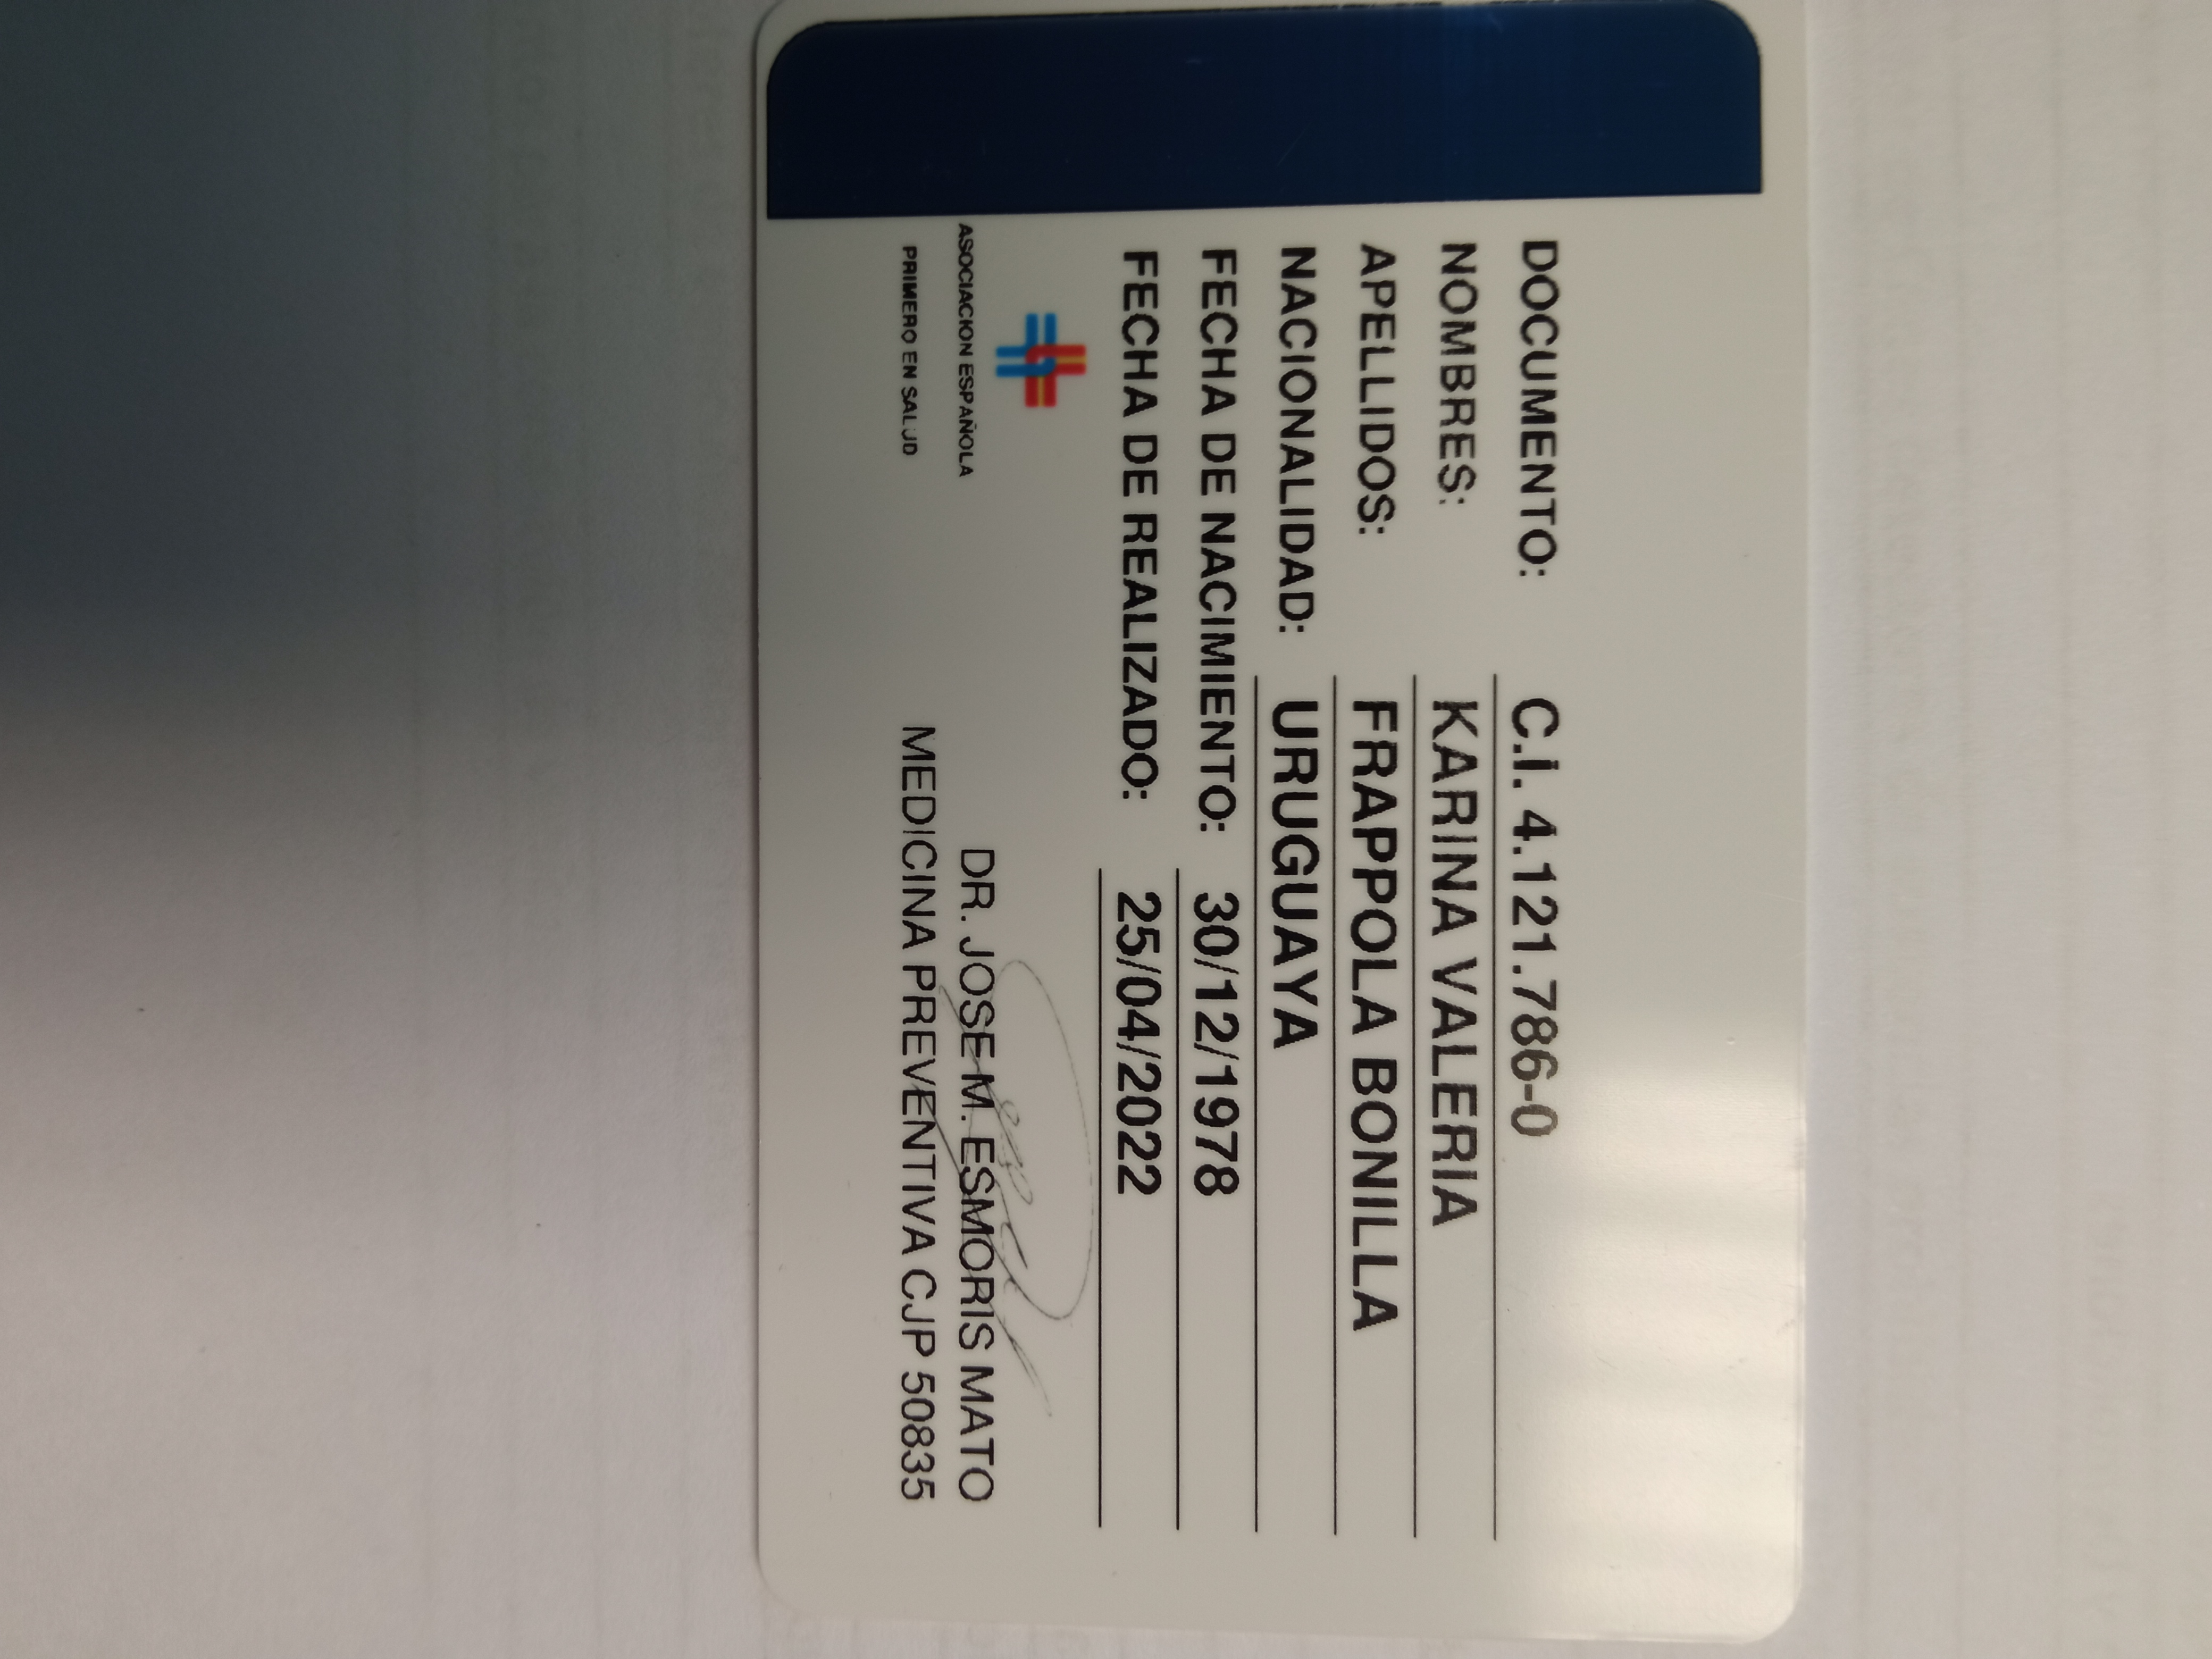 DOCUMENTO: C.I. 4.121.786-0
NOMBRES: KARINA VALERIA
APELLIDOS: FRAPPOLA BONILLA
NACIONALIDAD: URUGUAYA
FECHA DE NACIMIENTO: 30/12/1978
FECHA DE REALIZADO: 25/04/2022
ASOCIACION ESPAÑOLA
PRIMERO EN SALUD
DR. JOSE M. ESMORIS MATO
MEDICINA PREVENTIVA CJP 50835